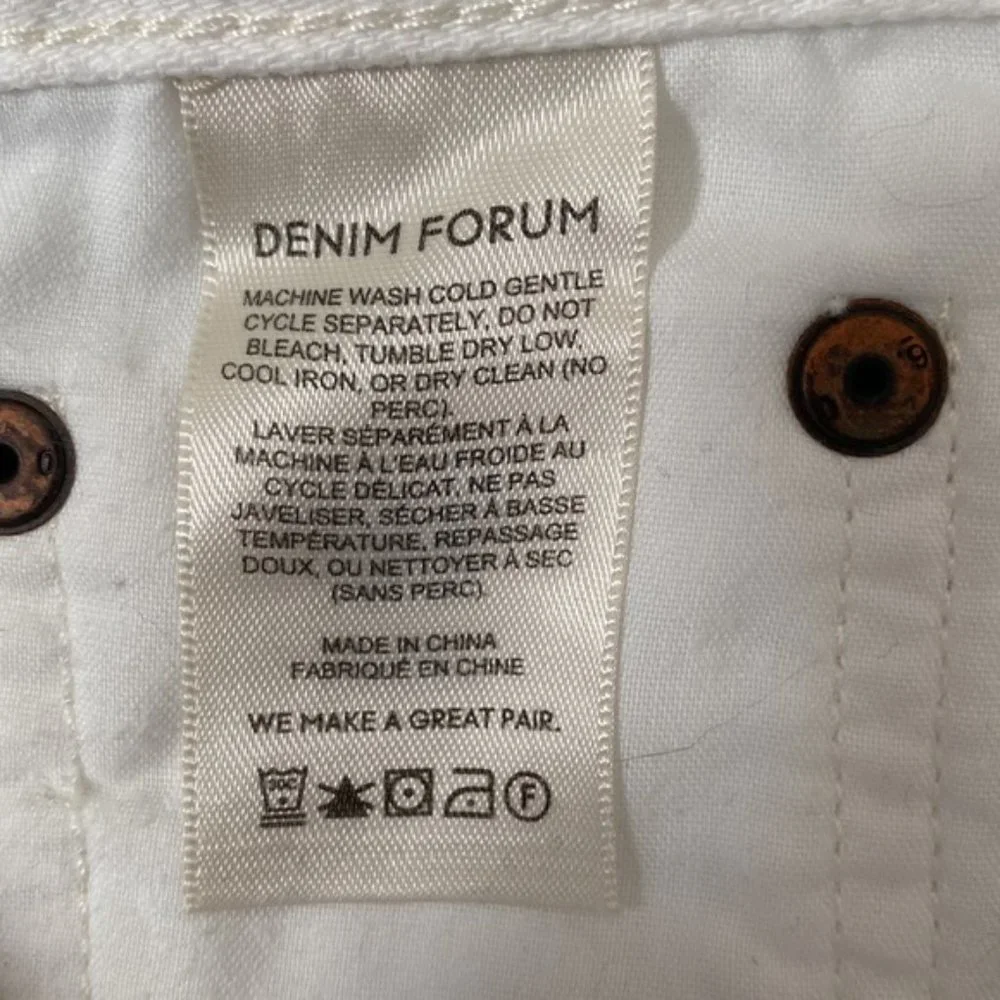 DENIM FORUM
MACHINE WASH COLD GENTLE
CYCLE SEPARATELY, DO NOT
BLEACH, TUMBLE DRY LOW,
COOL IRON, OR DRY CLEAN (NO
PERC).
LAVER SÉPARÉMENT À LA
MACHINE À L'EAU FROIDE AU
CYCLE DÉLICAT, NE PAS
JAVELISER, SÉCHER À BASSE
TEMPÉRATURE, REPASSAGE
DOUX, OU NETTOYER À SEC
(SANS PERC).
MADE IN CHINA
FABRIQUÉ EN CHINE
WE MAKE A GREAT PAIR.
30C
F